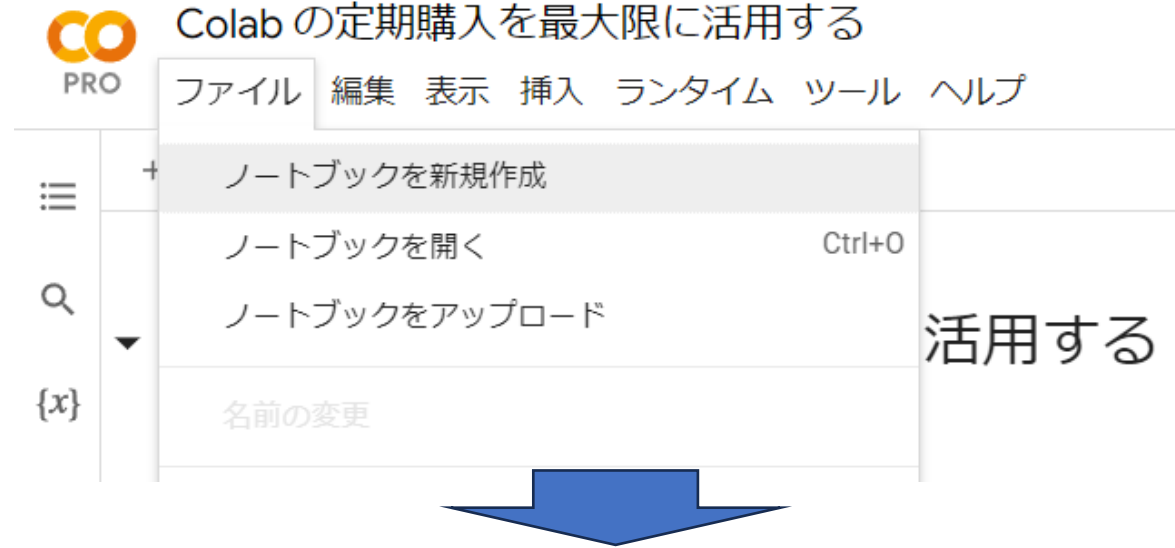 Colab の定期購入を最大限に活用する
PRO
ファイル 編集 表示 挿入 ランタイム ツール ヘルプ
+
ノートブックを新規作成
ノートブックを開く Ctrl+O
ノートブックをアップロード
活用する
{x}
名前の変更